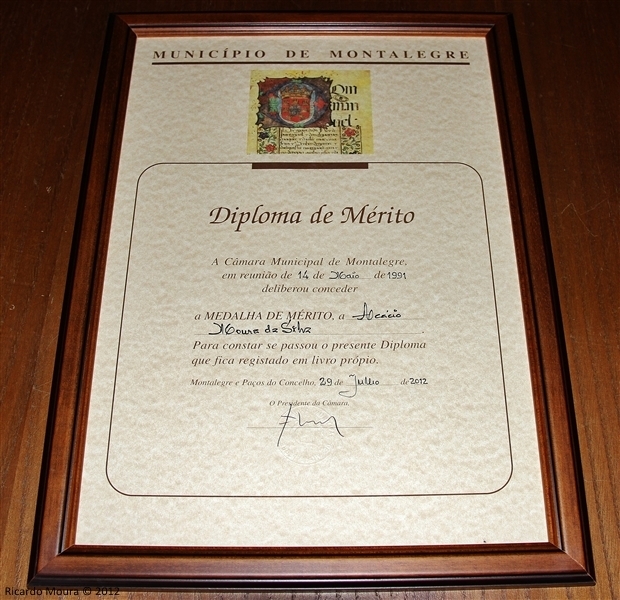 MUNICÍPIO DE MONTALEGRE
Diploma de Mérito
A Câmara Municipal de Montalegre,
em reunião de 14 de Maio de 1991
deliberou conceder
a MEDALHA DE MÉRITO, a Acácio
Moura da Silva
Para constar se passou o presente Diploma
que fica registado em livro própio.
Montalegre e Paços do Concelho, 29 de Julho de 2012
O Presidente da Câmara,
Ricardo Moura © 2012